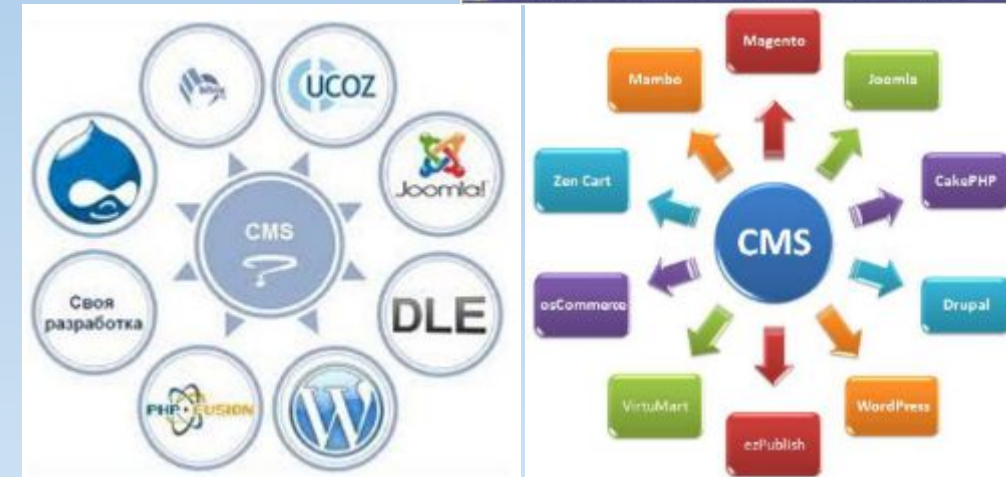 UCOZ
Joomla!
CMS
DLE
Своя
разработка
PHP-FUSION
Magento
Mambo
Joomla
Zen Cart
CakePHP
CMS
osCommerce
Drupal
VirtuMart
WordPress
ezPublish